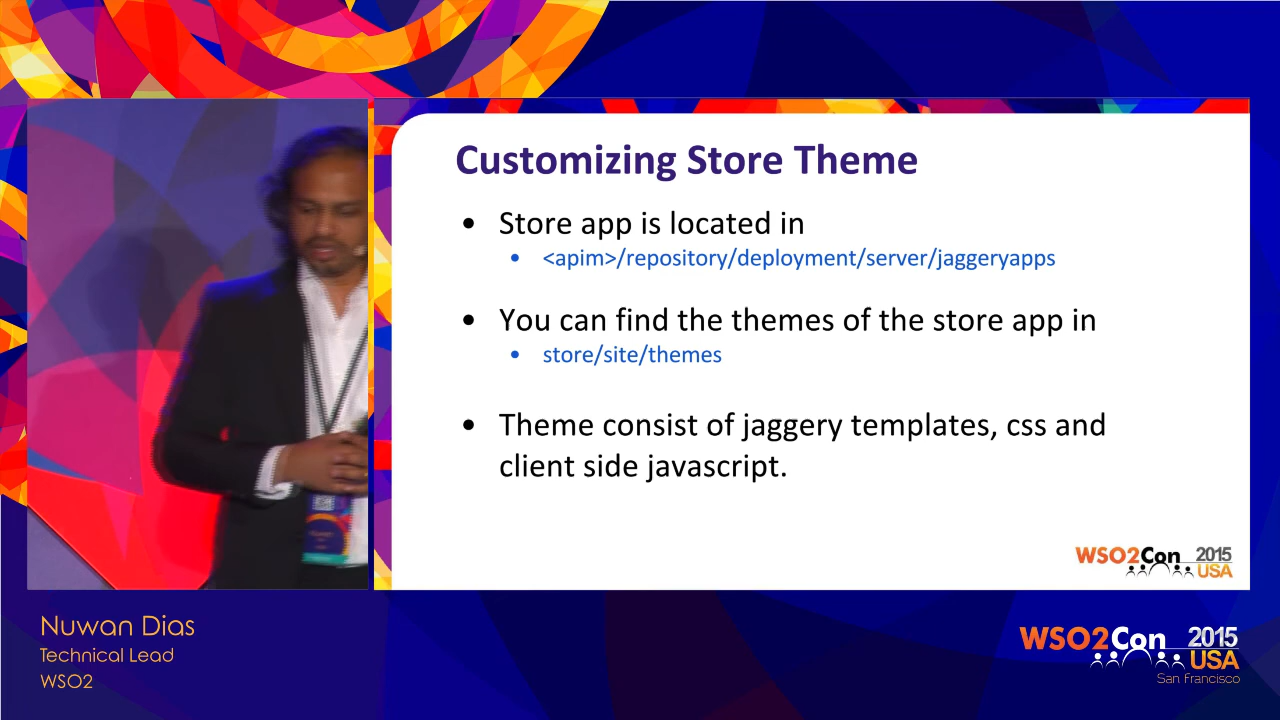 Customizing Store Theme
• Store app is located in
• <apim>/repository/deployment/server/jaggeryapps
• You can find the themes of the store app in
• store/site/themes
• Theme consist of jaggery templates, css and
client side javascript.
WSO2Con 2015
USA
Nuwan Dias
Technical Lead
WSO2
WSO2Con 2015
USA
San Francisco